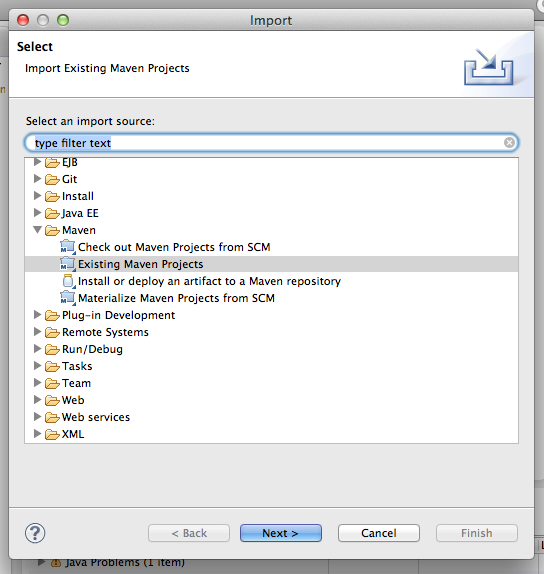 Import
Select
Import Existing Maven Projects
Select an import source:
type filter text
EJB
Git
Install
Java EE
Maven
Check out Maven Projects from SCM
Existing Maven Projects
Install or deploy an artifact to a Maven repository
Materialize Maven Projects from SCM
Plug-in Development
Remote Systems
Run/Debug
Tasks
Team
Web
Web services
XML
?
< Back
Next >
Cancel
Finish
Java Problems (1 item)